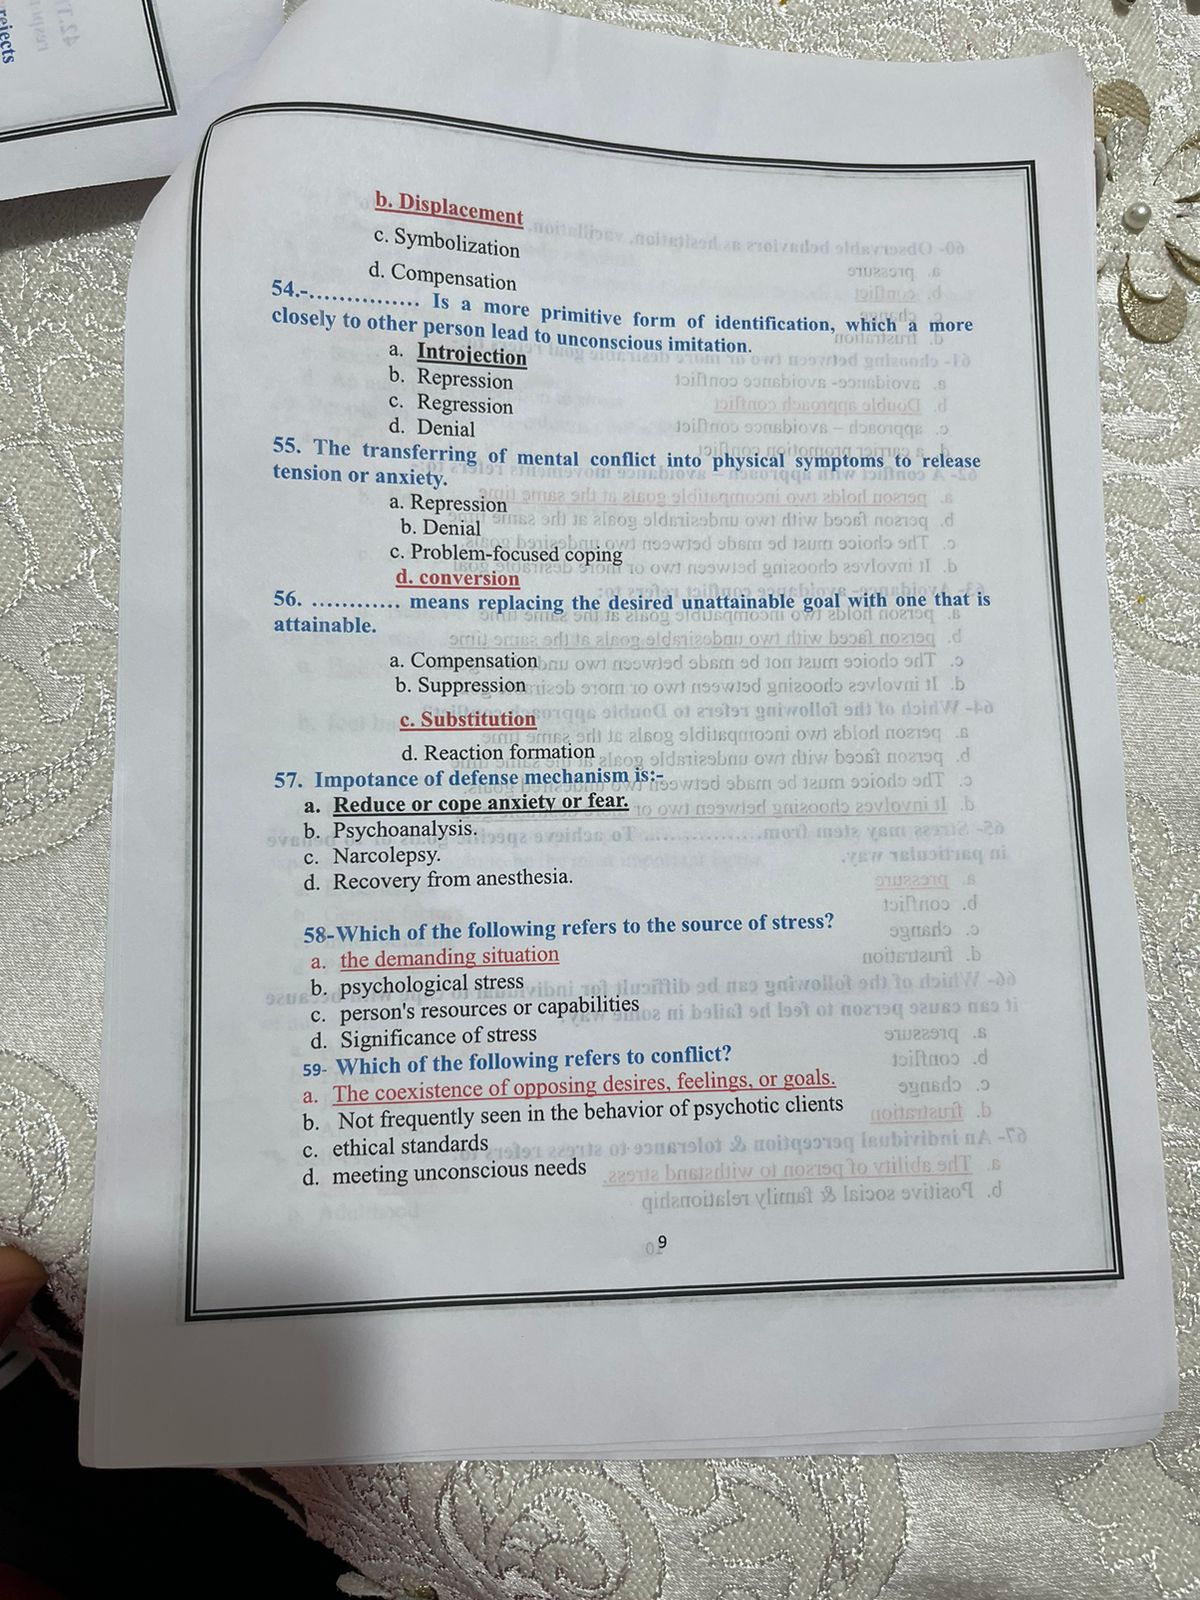 rejects
b. Displacement
c. Symbolization
d. Compensation
54.-............... Is a more primitive form of identification, which a more
closely to other person lead to unconscious imitation.
a. Introjection
b. Repression
c. Regression
d. Denial
55. The transferring of mental conflict into physical symptoms to release
tension or anxiety.
a. Repression
b. Denial
c. Problem-focused coping
d. conversion
56. ............ means replacing the desired unattainable goal with one that is
attainable.
a. Compensation
b. Suppression
c. Substitution
d. Reaction formation
57. Impotance of defense mechanism is:-
a. Reduce or cope anxiety or fear.
b. Psychoanalysis.
c. Narcolepsy.
d. Recovery from anesthesia.
58-Which of the following refers to the source of stress?
a. the demanding situation
b. psychological stress
c. person's resources or capabilities
d. Significance of stress
59- Which of the following refers to conflict?
a. The coexistence of opposing desires, feelings, or goals.
b. Not frequently seen in the behavior of psychotic clients
c. ethical standards
d. meeting unconscious needs
9